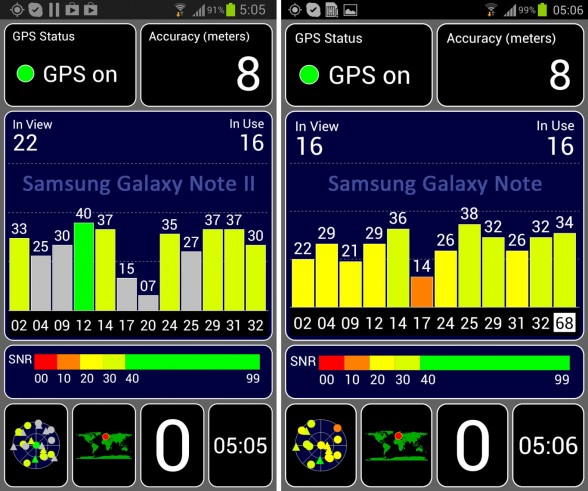 91% 5:05
GPS Status
GPS on
Accuracy (meters)
8
In View
22
In Use
16
Samsung Galaxy Note II
33 25 30 40 37 15 07 35 27 37 37 30
02 04 09 12 14 17 20 24 25 29 31 32
SNR
00 10 20 30 40 99
0
05:05
99% 05:06
GPS Status
GPS on
Accuracy (meters)
8
In View
16
In Use
16
Samsung Galaxy Note
22 29 21 29 36 14 26 38 32 26 32 34
02 04 09 12 14 17 24 25 29 31 32 68
SNR
00 10 20 30 40 99
0
05:06